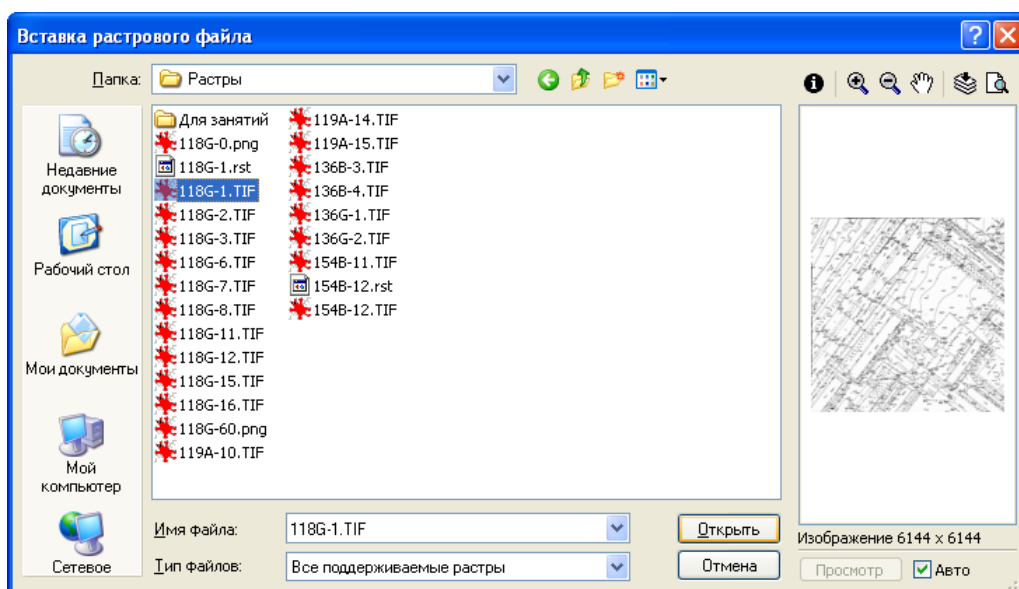 Вставка растрового файла
Папка: Растры
Недавние
документы
Рабочий стол
Мои документы
Мой
компьютер
Сетевое
Для занятий
118G-0.png
118G-1.rst
118G-1.TIF
118G-2.TIF
118G-3.TIF
118G-6.TIF
118G-7.TIF
118G-8.TIF
118G-11.TIF
118G-12.TIF
118G-15.TIF
118G-16.TIF
118G-60.png
119A-10.TIF
119A-14.TIF
119A-15.TIF
136B-3.TIF
136B-4.TIF
136G-1.TIF
136G-2.TIF
154B-11.TIF
154B-12.rst
154B-12.TIF
Имя файла: 118G-1.TIF Открыть
Тип файлов: Все поддерживаемые растры Отмена
Изображение 6144 x 6144
Просмотр Авто